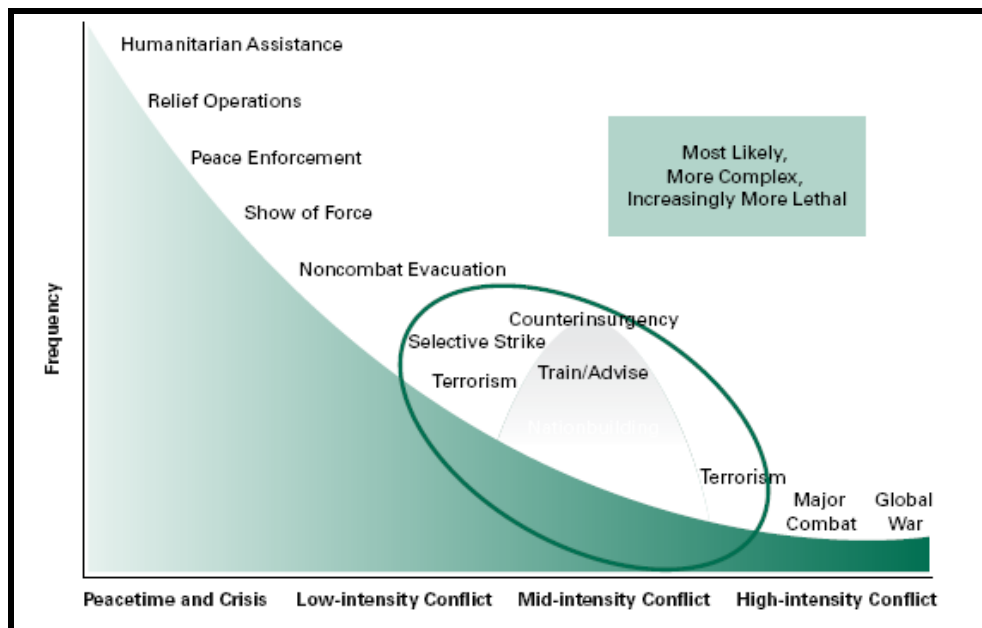 Humanitarian Assistance
Relief Operations
Peace Enforcement
Most Likely,
More Complex,
Increasingly More Lethal
Show of Force
Noncombat Evacuation
Counterinsurgency
Selective Strike
Terrorism
Train/Advise
Nationbuilding
Terrorism
Major
Combat
Global
War
Frequency
Peacetime and Crisis
Low-intensity Conflict
Mid-intensity Conflict
High-intensity Conflict